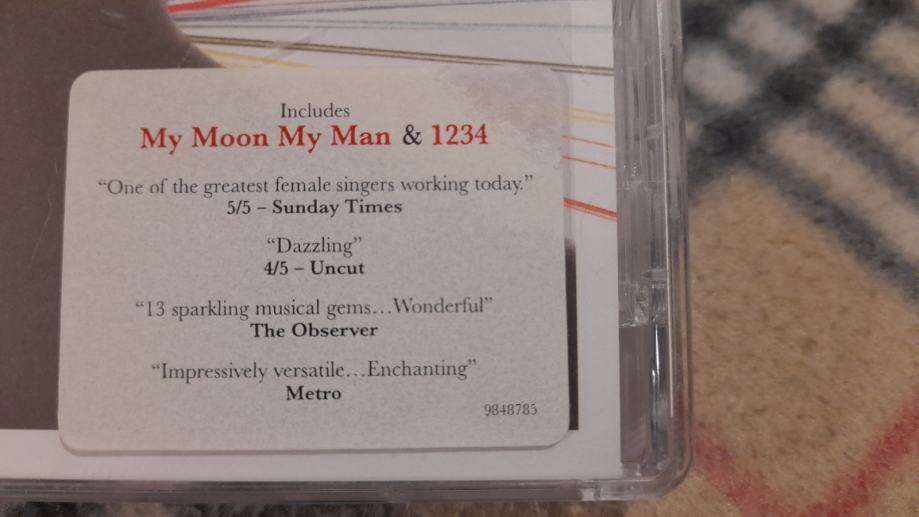 Includes
My Moon My Man & 1234
“One of the greatest female singers working today.”
5/5 – Sunday Times
“Dazzling”
4/5 – Uncut
“13 sparkling musical gems…Wonderful”
The Observer
“Impressively versatile…Enchanting”
Metro
9848785